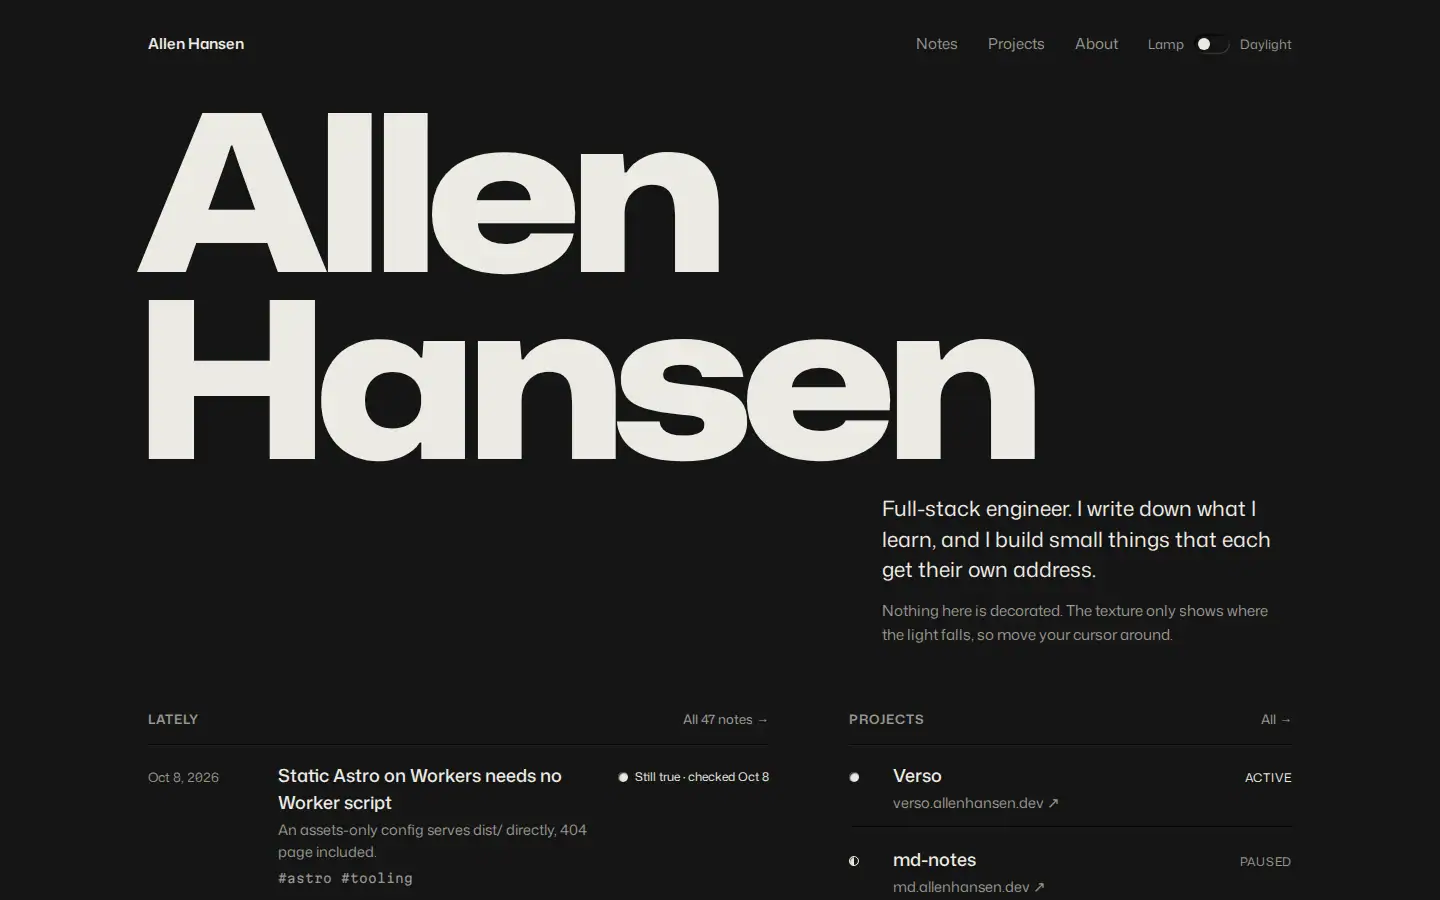 Allen Hansen
Notes
Projects
About
Lamp
Daylight
Allen
Hansen
Full-stack engineer. I write down what I
learn, and I build small things that each
get their own address.
Nothing here is decorated. The texture only shows where
the light falls, so move your cursor around.
LATELY
All 47 notes →
Oct 8, 2026
Static Astro on Workers needs no
Worker script
An assets-only config serves dist/ directly, 404
page included.
#astro #tooling
Still true · checked Oct 8
PROJECTS
All →
Verso
verso.allenhansen.dev ↗
ACTIVE
md-notes
md.allenhansen.dev ↗
PAUSED